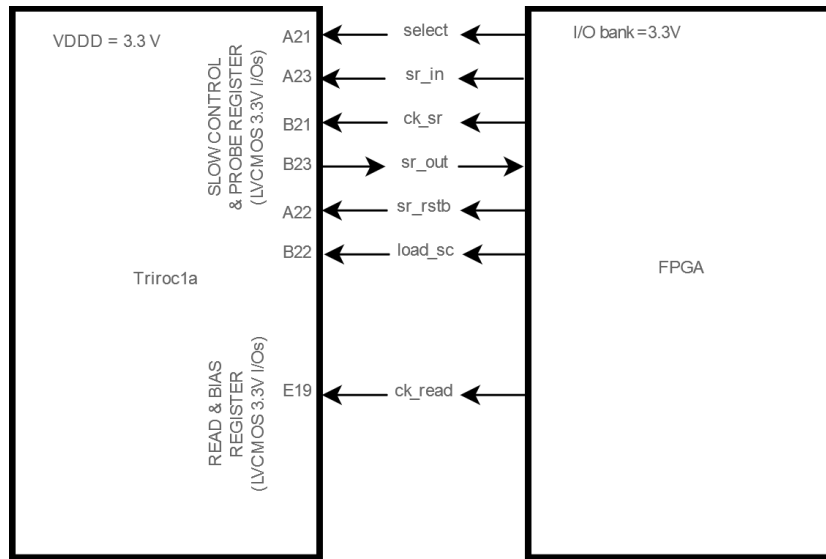 VDDD = 3.3 V
I/O bank =3.3V
SLOW CONTROL
& PROBE REGISTER
(LVCMOS 3.3V I/Os)
A21
select
A23
sr_in
B21
ck_sr
B23
sr_out
A22
sr_rstb
B22
load_sc
Triroc1a
FPGA
READ & BIAS
REGISTER
(LVCMOS 3.3V I/Os)
E19
ck_read